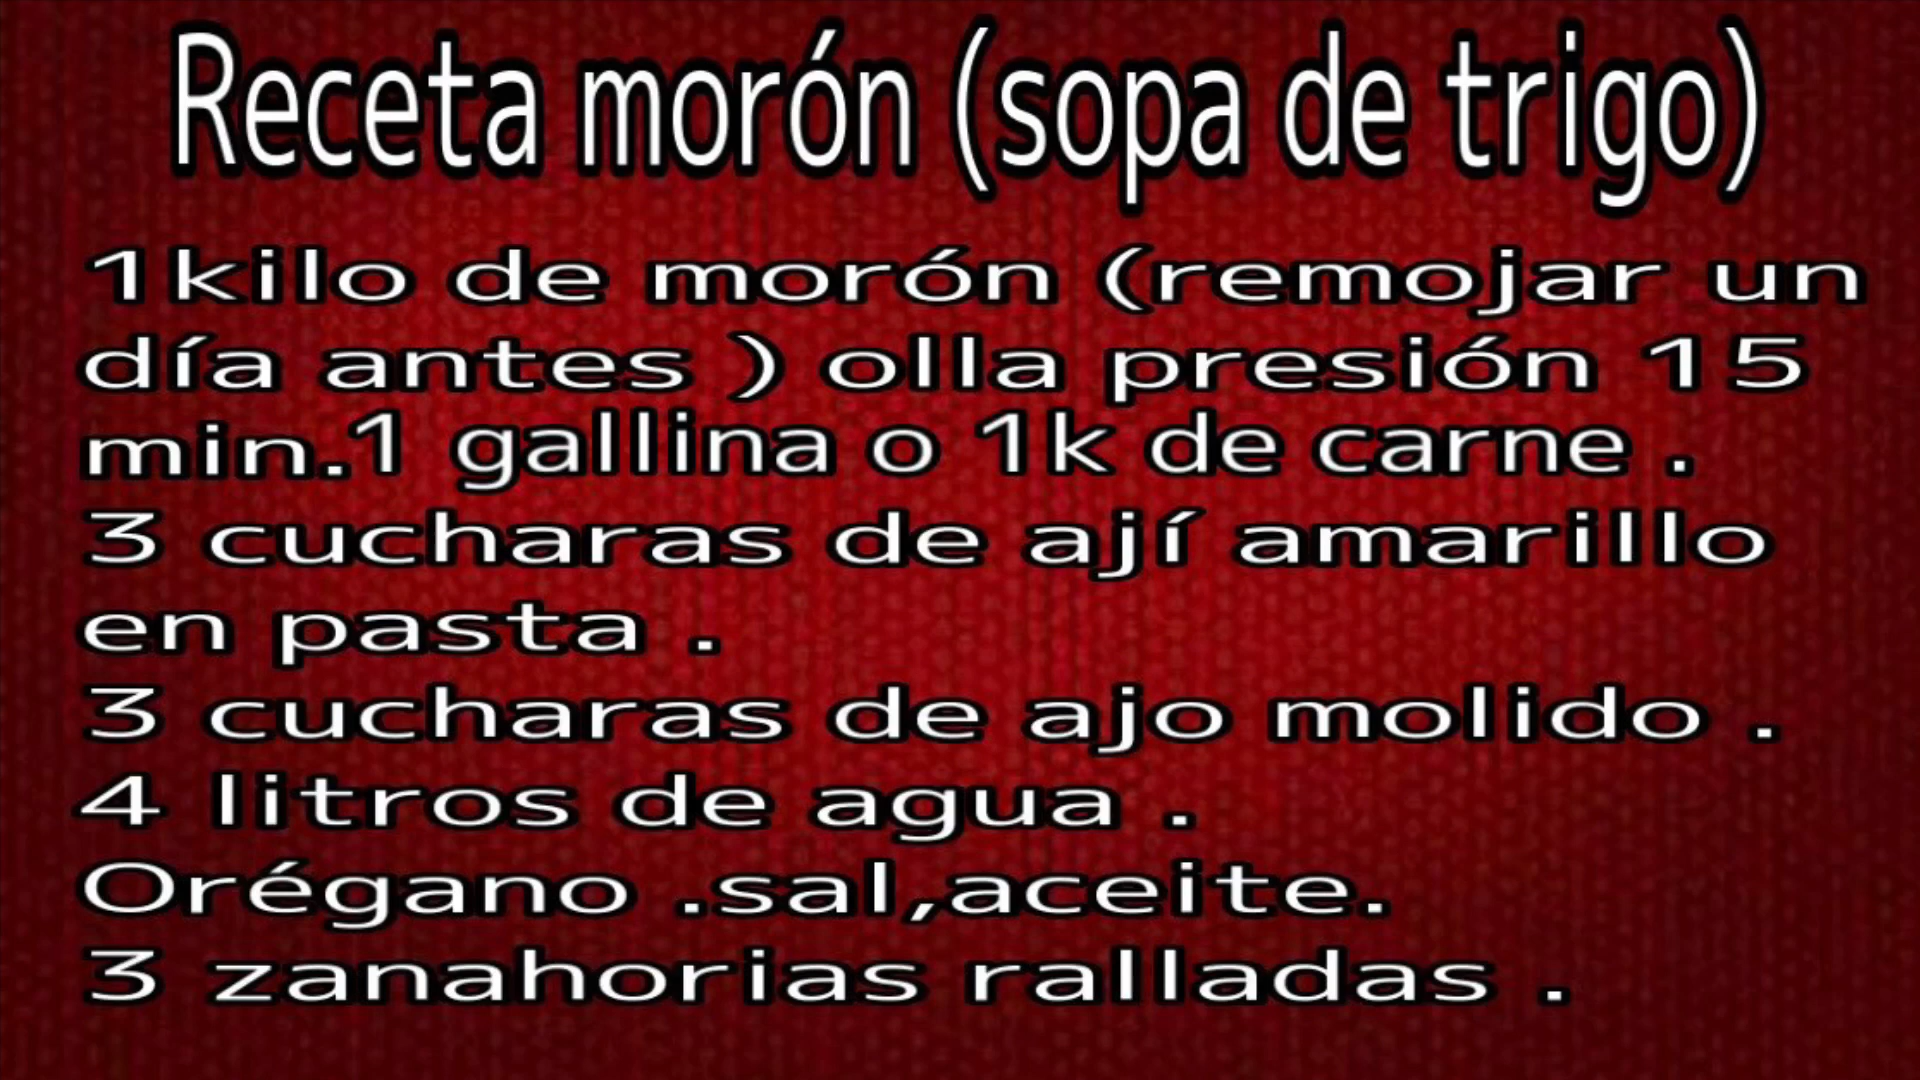 Receta morón (sopa de trigo)
1kilo de morón (remojar un
día antes ) olla presión 15
min.1 gallina o 1k de carne .
3 cucharas de ají amarillo
en pasta .
3 cucharas de ajo molido .
4 litros de agua .
Orégano .sal,aceite.
3 zanahorias ralladas .